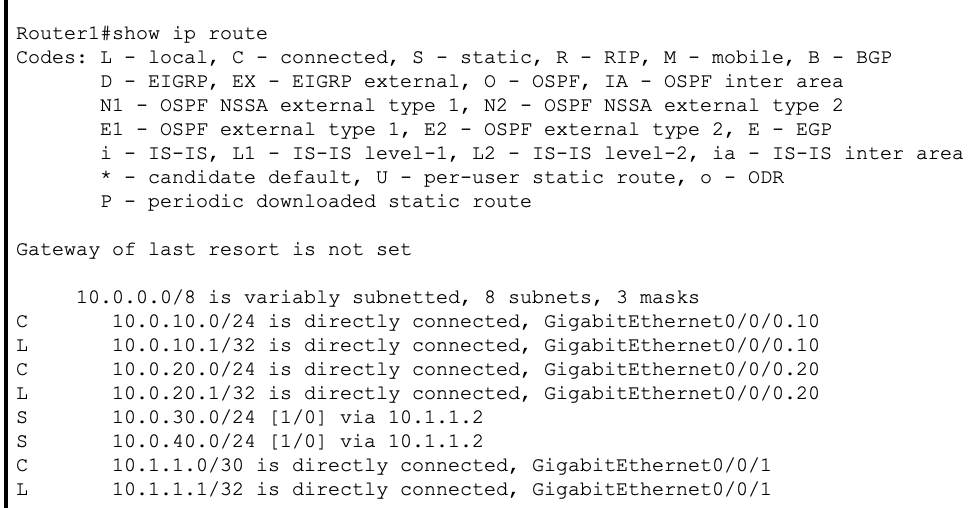 Router1#show ip route
Codes: L - local, C - connected, S - static, R - RIP, M - mobile, B - BGP
       D - EIGRP, EX - EIGRP external, O - OSPF, IA - OSPF inter area
       N1 - OSPF NSSA external type 1, N2 - OSPF NSSA external type 2
       E1 - OSPF external type 1, E2 - OSPF external type 2, E - EGP
       i - IS-IS, L1 - IS-IS level-1, L2 - IS-IS level-2, ia - IS-IS inter area
       * - candidate default, U - per-user static route, o - ODR
       P - periodic downloaded static route

Gateway of last resort is not set

     10.0.0.0/8 is variably subnetted, 8 subnets, 3 masks
C       10.0.10.0/24 is directly connected, GigabitEthernet0/0/0.10
L       10.0.10.1/32 is directly connected, GigabitEthernet0/0/0.10
C       10.0.20.0/24 is directly connected, GigabitEthernet0/0/0.20
L       10.0.20.1/32 is directly connected, GigabitEthernet0/0/0.20
S       10.0.30.0/24 [1/0] via 10.1.1.2
S       10.0.40.0/24 [1/0] via 10.1.1.2
C       10.1.1.0/30 is directly connected, GigabitEthernet0/0/1
L       10.1.1.1/32 is directly connected, GigabitEthernet0/0/1